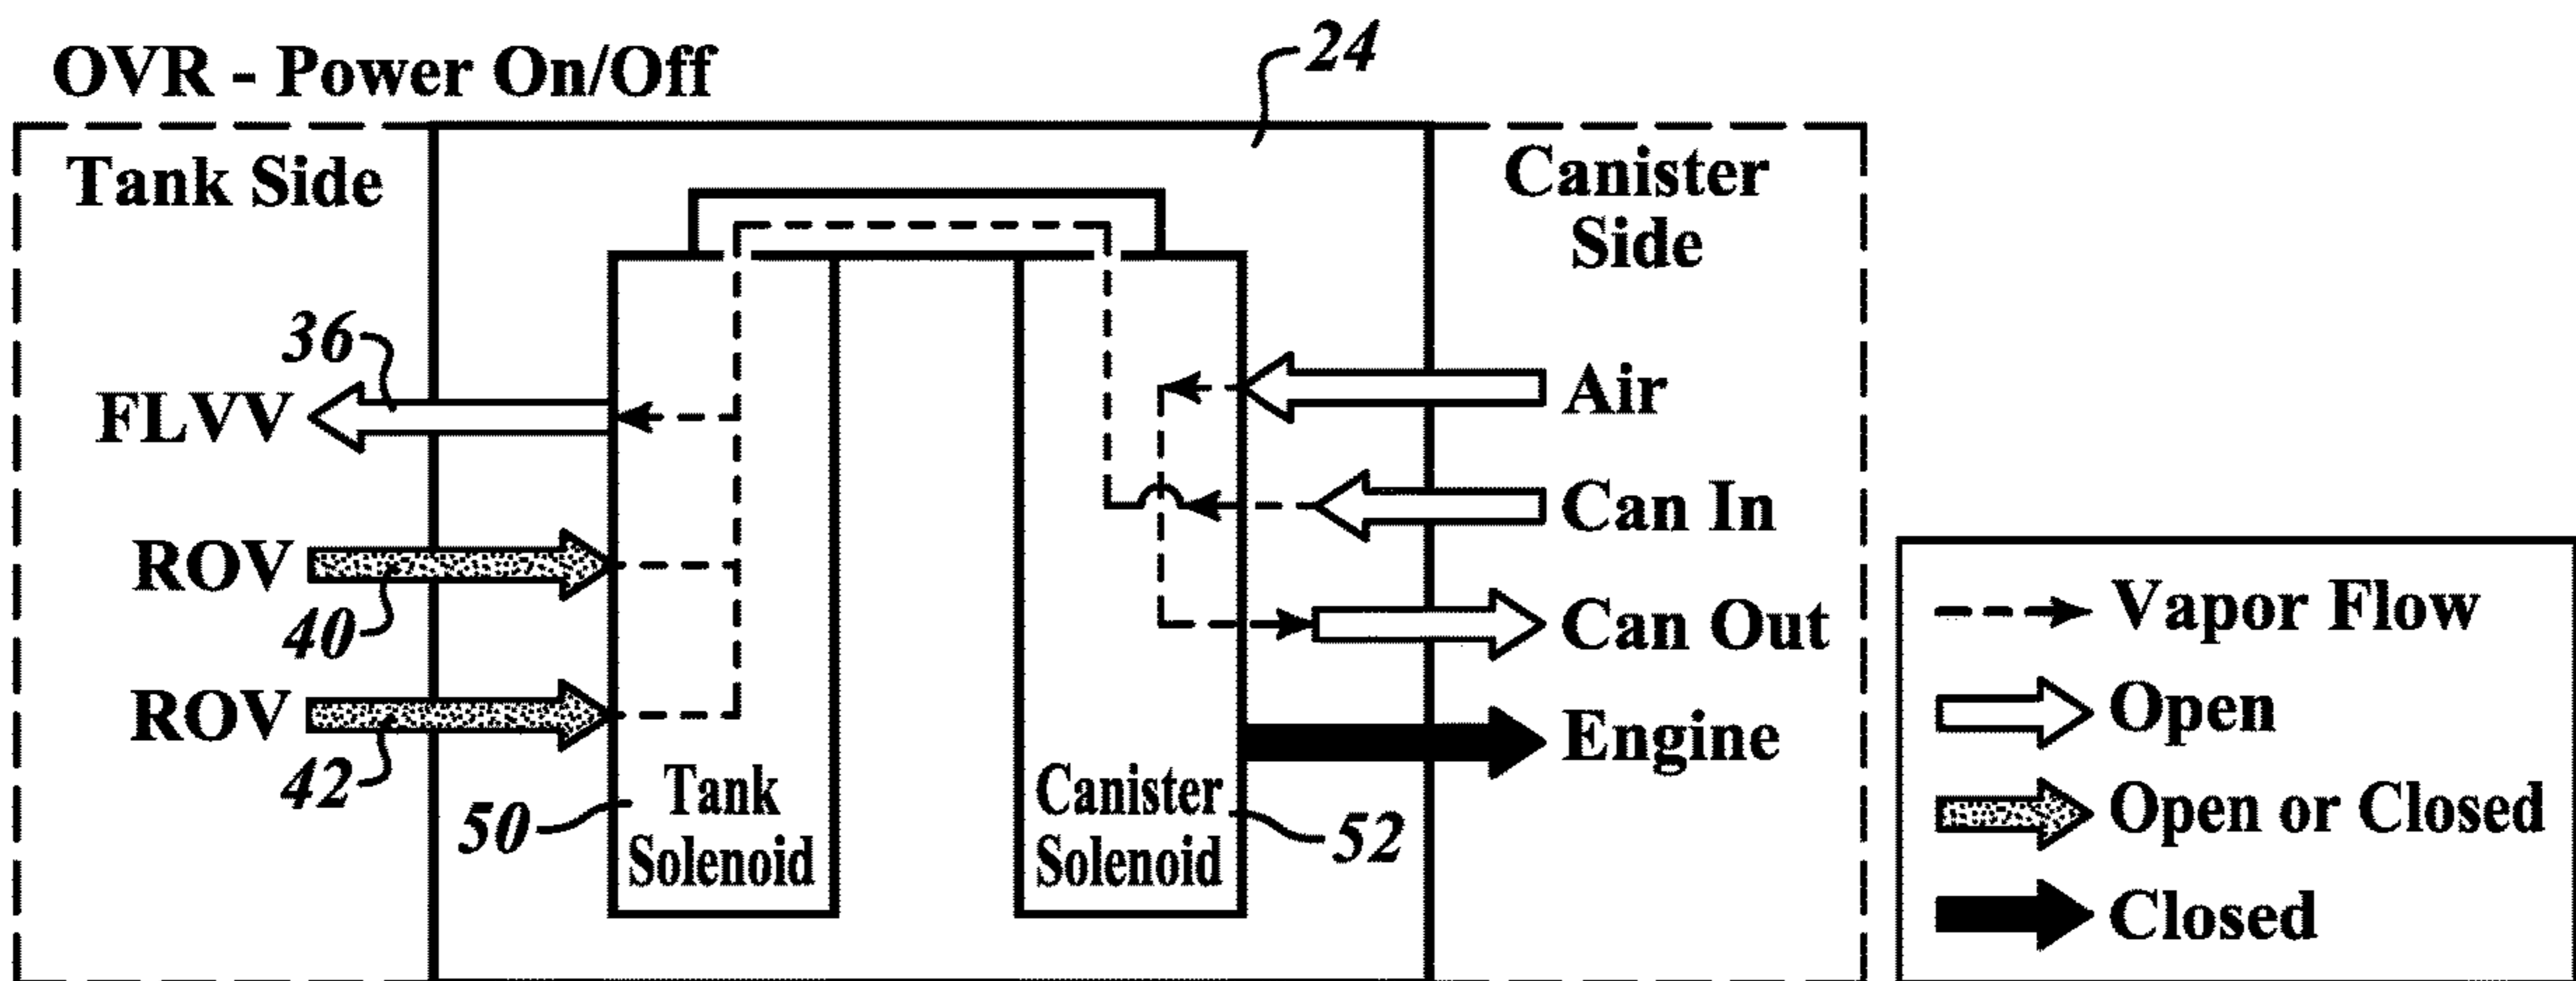 OVR - Power On/Off
24
Tank Side
Canister
Side
36
FLVV
Air
Can In
ROV
40
Can Out
ROV
42
Engine
50
Tank
Solenoid
Canister
Solenoid
52
Vapor Flow
Open
Open or Closed
Closed